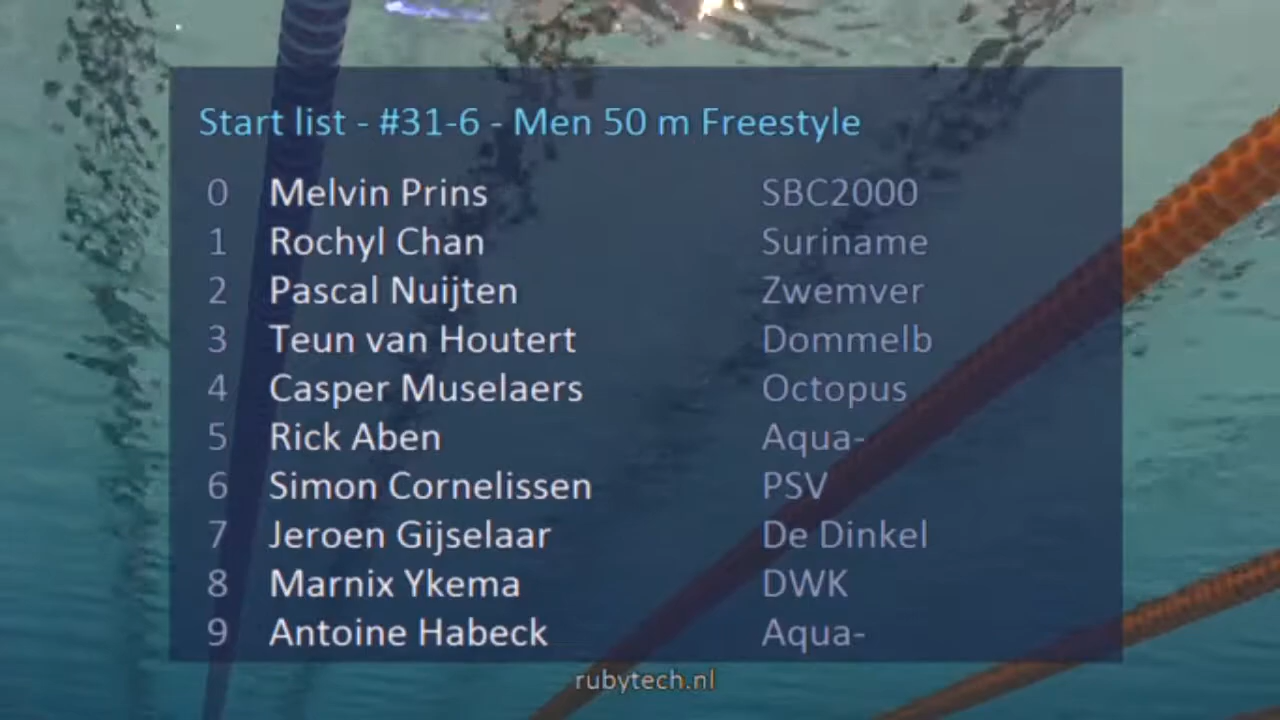 Start list - #31-6 - Men 50 m Freestyle
0 Melvin Prins SBC2000
1 Rochyl Chan Suriname
2 Pascal Nuijten Zwemver
3 Teun van Houtert Dommelb
4 Casper Muselaers Octopus
5 Rick Aben Aqua-
6 Simon Cornelissen PSV
7 Jeroen Gijselaar De Dinkel
8 Marnix Ykema DWK
9 Antoine Habeck Aqua-
rubytech.nl